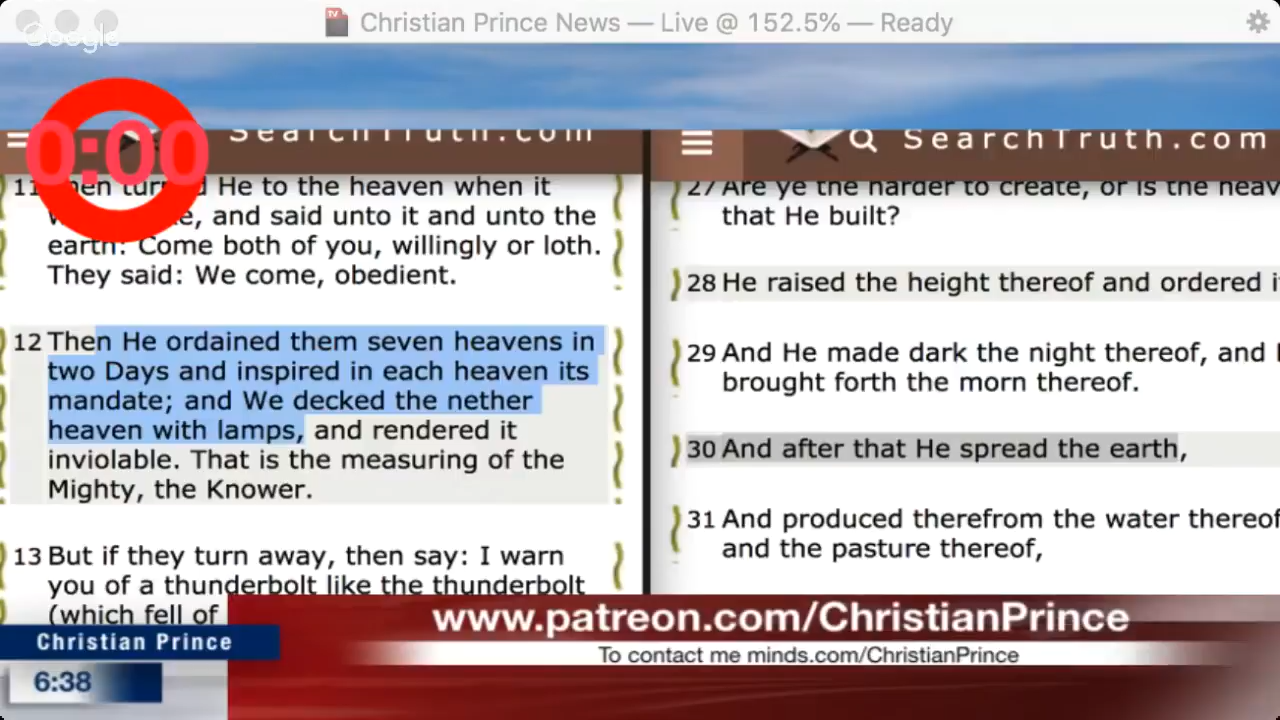 Christian Prince News — Live @ 152.5% — Ready
Google
0:00
SearchTruth.com
11 Then turned He to the heaven when it
and said unto it and unto the
earth: Come both of you, willingly or loth.
They said: We come, obedient.
12 Then He ordained them seven heavens in
two Days and inspired in each heaven its
mandate; and We decked the nether
heaven with lamps, and rendered it
inviolable. That is the measuring of the
Mighty, the Knower.
13 But if they turn away, then say: I warn
you of a thunderbolt like the thunderbolt
(which fell of
SearchTruth.com
27 Are ye the harder to create, or is the heav
that He built?
28 He raised the height thereof and ordered i
29 And He made dark the night thereof, and
brought forth the morn thereof.
30 And after that He spread the earth,
31 And produced therefrom the water thereof
and the pasture thereof,
www.patreon.com/ChristianPrince
To contact me minds.com/ChristianPrince
Christian Prince
6:38